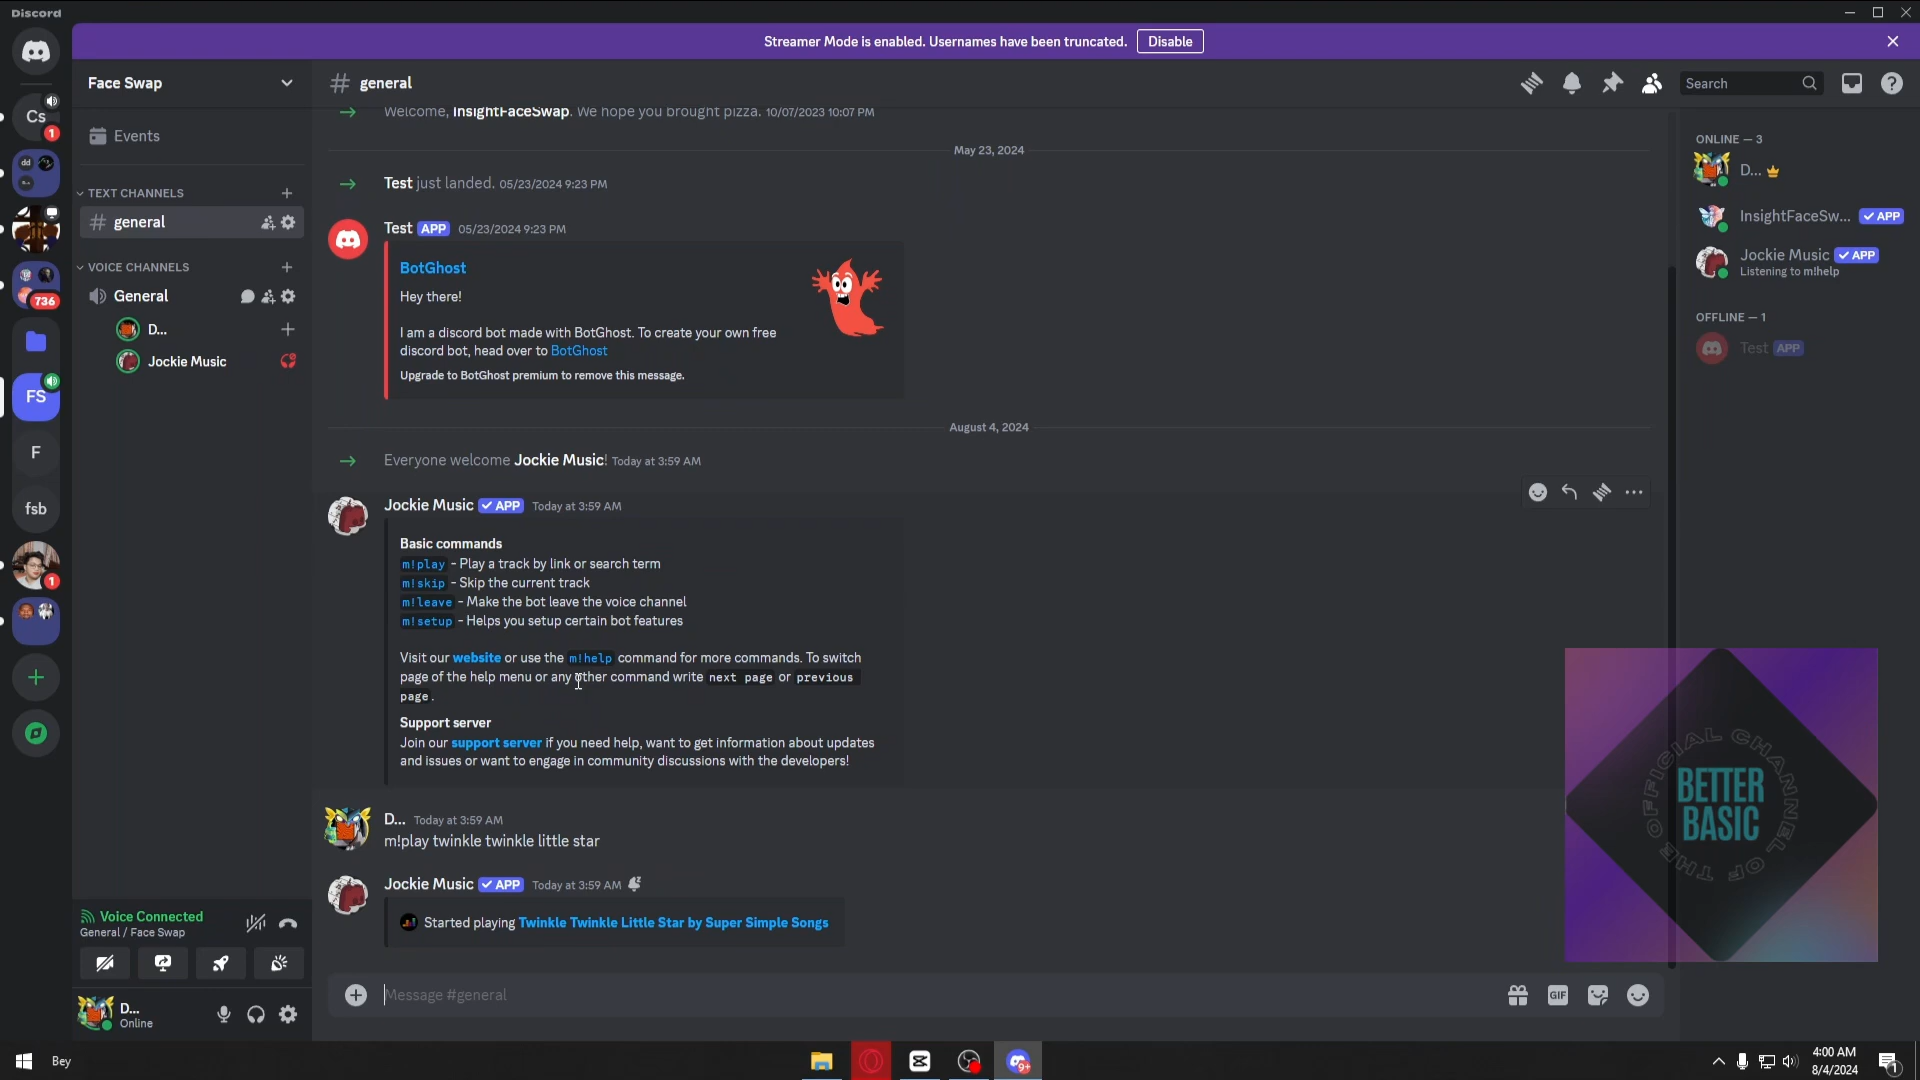 Discord
Streamer Mode is enabled. Usernames have been truncated. Disable
Face Swap
# general
Search
Cs
1
Events
Welcome, InsightFaceSwap. We hope you brought pizza. 10/07/2023 10:07 PM
May 23, 2024
ONLINE — 3
D...
dd
TEXT CHANNELS
# general
Test just landed. 05/23/2024 9:23 PM
InsightFaceSw... ✓ APP
Test APP 05/23/2024 9:23 PM
Jockie Music ✓ APP
Listening to m!help
VOICE CHANNELS
General
BotGhost
Hey there!
I am a discord bot made with BotGhost. To create your own free
discord bot, head over to BotGhost
Upgrade to BotGhost premium to remove this message.
736
D...
Jockie Music
OFFLINE — 1
Test APP
FS
F
fsb
1
August 4, 2024
Everyone welcome Jockie Music! Today at 3:59 AM
Jockie Music ✓ APP Today at 3:59 AM
Basic commands
m!play - Play a track by link or search term
m!skip - Skip the current track
m!leave - Make the bot leave the voice channel
m!setup - Helps you setup certain bot features
Visit our website or use the m!help command for more commands. To switch
page of the help menu or any other command write next page or previous
page.
Support server
Join our support server if you need help, want to get information about updates
and issues or want to engage in community discussions with the developers!
D... Today at 3:59 AM
m!play twinkle twinkle little star
Jockie Music ✓ APP Today at 3:59 AM
Started playing Twinkle Twinkle Little Star by Super Simple Songs
OFFICIAL CHANNEL OF THE
BETTER
BASIC
Voice Connected
General / Face Swap
D...
Online
Message #general
GIF
Bey
9+
4:00 AM
8/4/2024
1